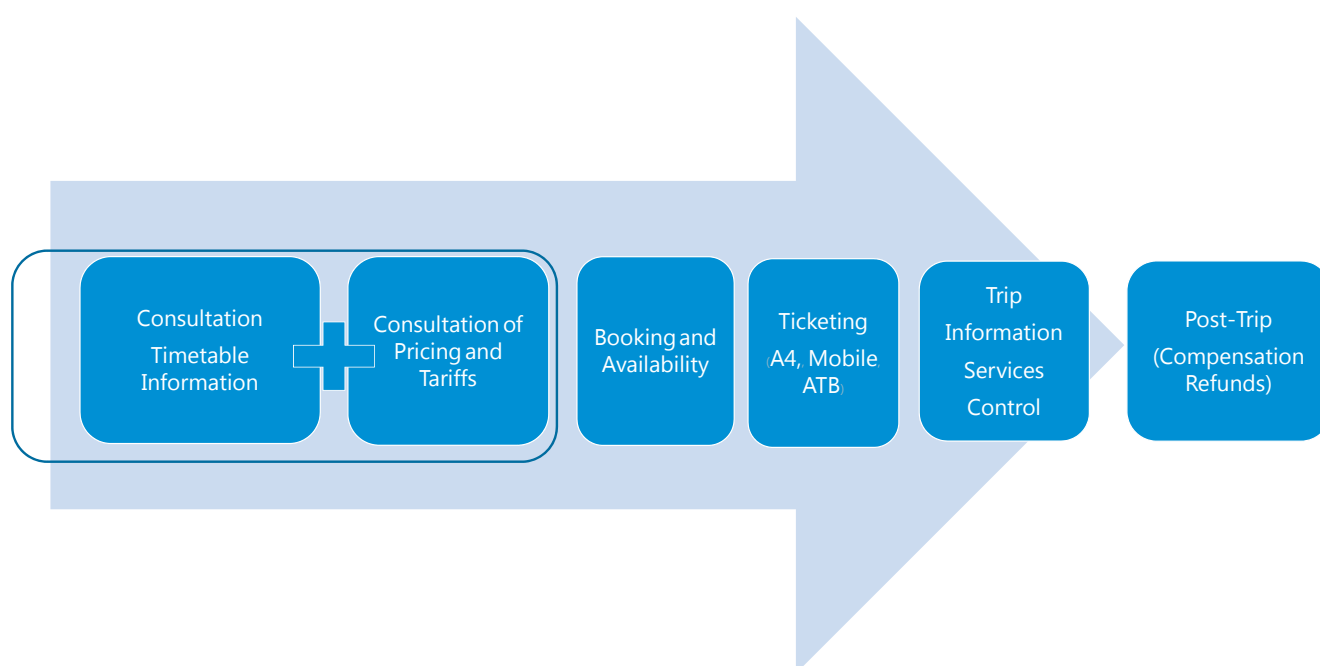 Consultation
Timetable
Information
Consultation of
Pricing and
Tariffs
Booking and
Availability
Ticketing
(A4,, Mobile,
ATB)
Trip
Information
Services
Control
Post-Trip
(Compensation
Refunds)